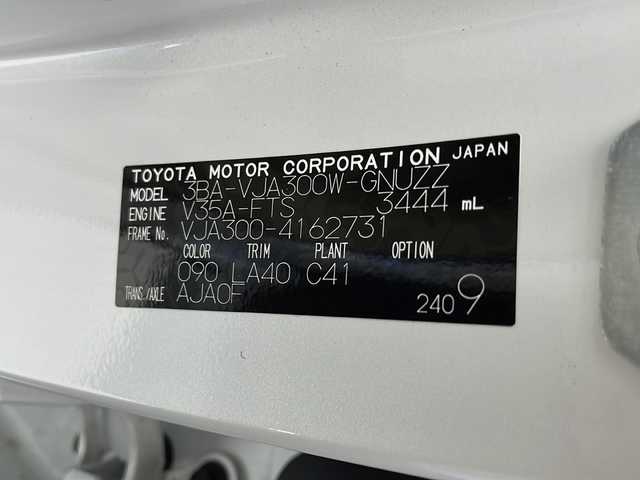 TOYOTA MOTOR CORPORATION JAPAN
MODEL 3BA-VJA300W-GNUZZ
ENGINE V35A-FTS 3444 mL
FRAME No. VJA300-4162731
COLOR TRIM PLANT OPTION
090 LA40 C41
TRANS./AXLE AJA0F
2409